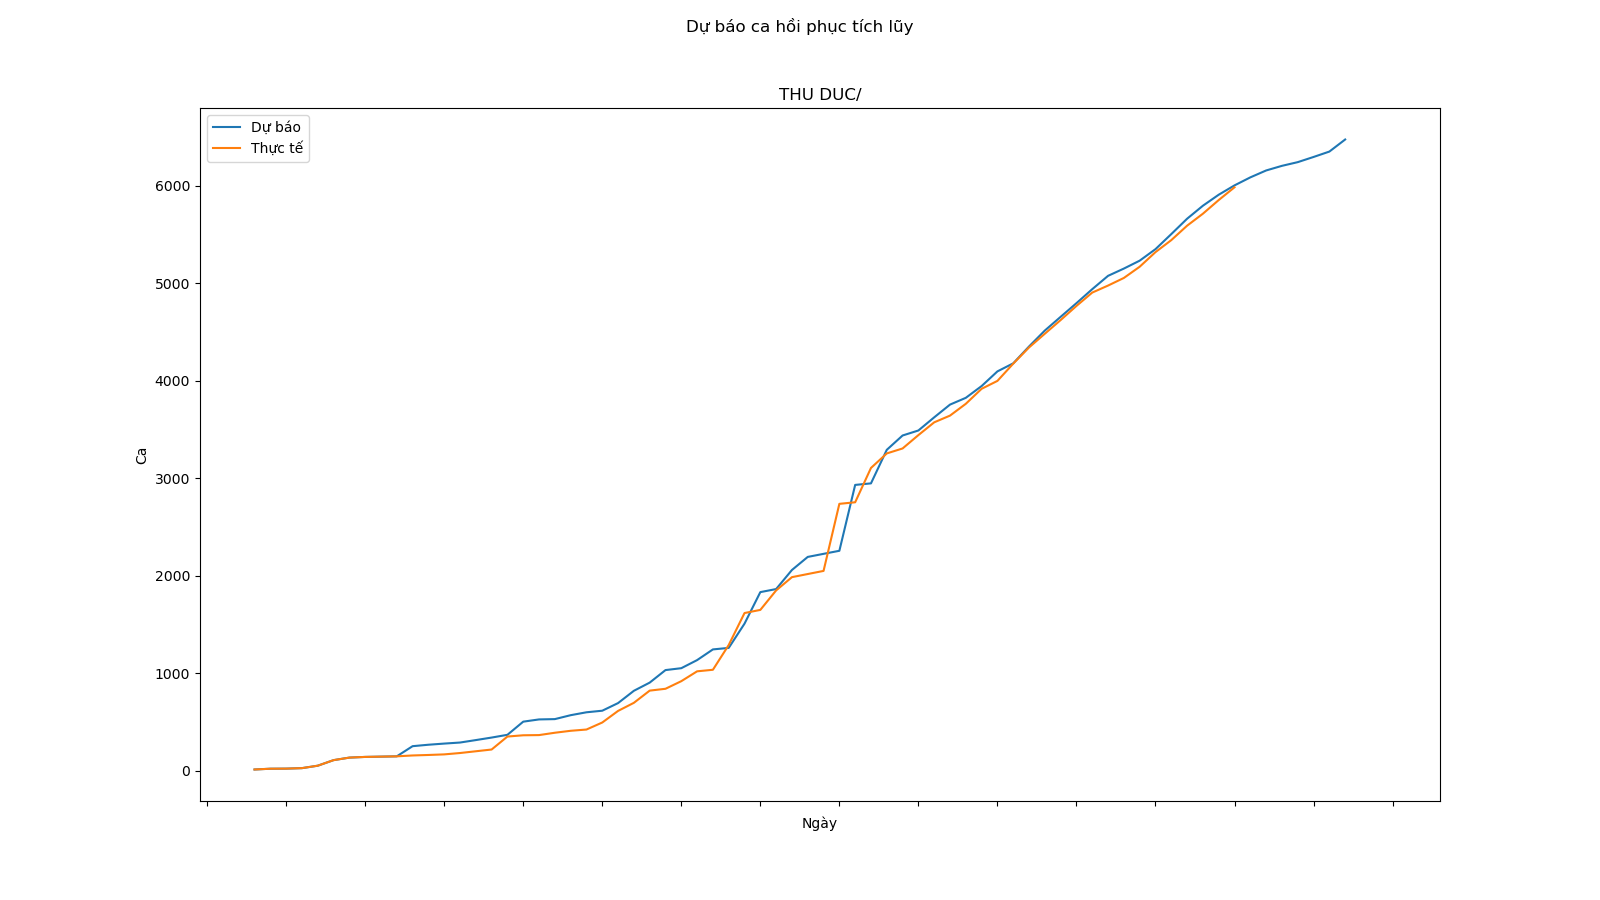 Dự báo ca hồi phục tích lũy
THU DUC/
Dự báo
Thực tế
6000
5000
4000
3000
2000
1000
0
Ca
Ngày